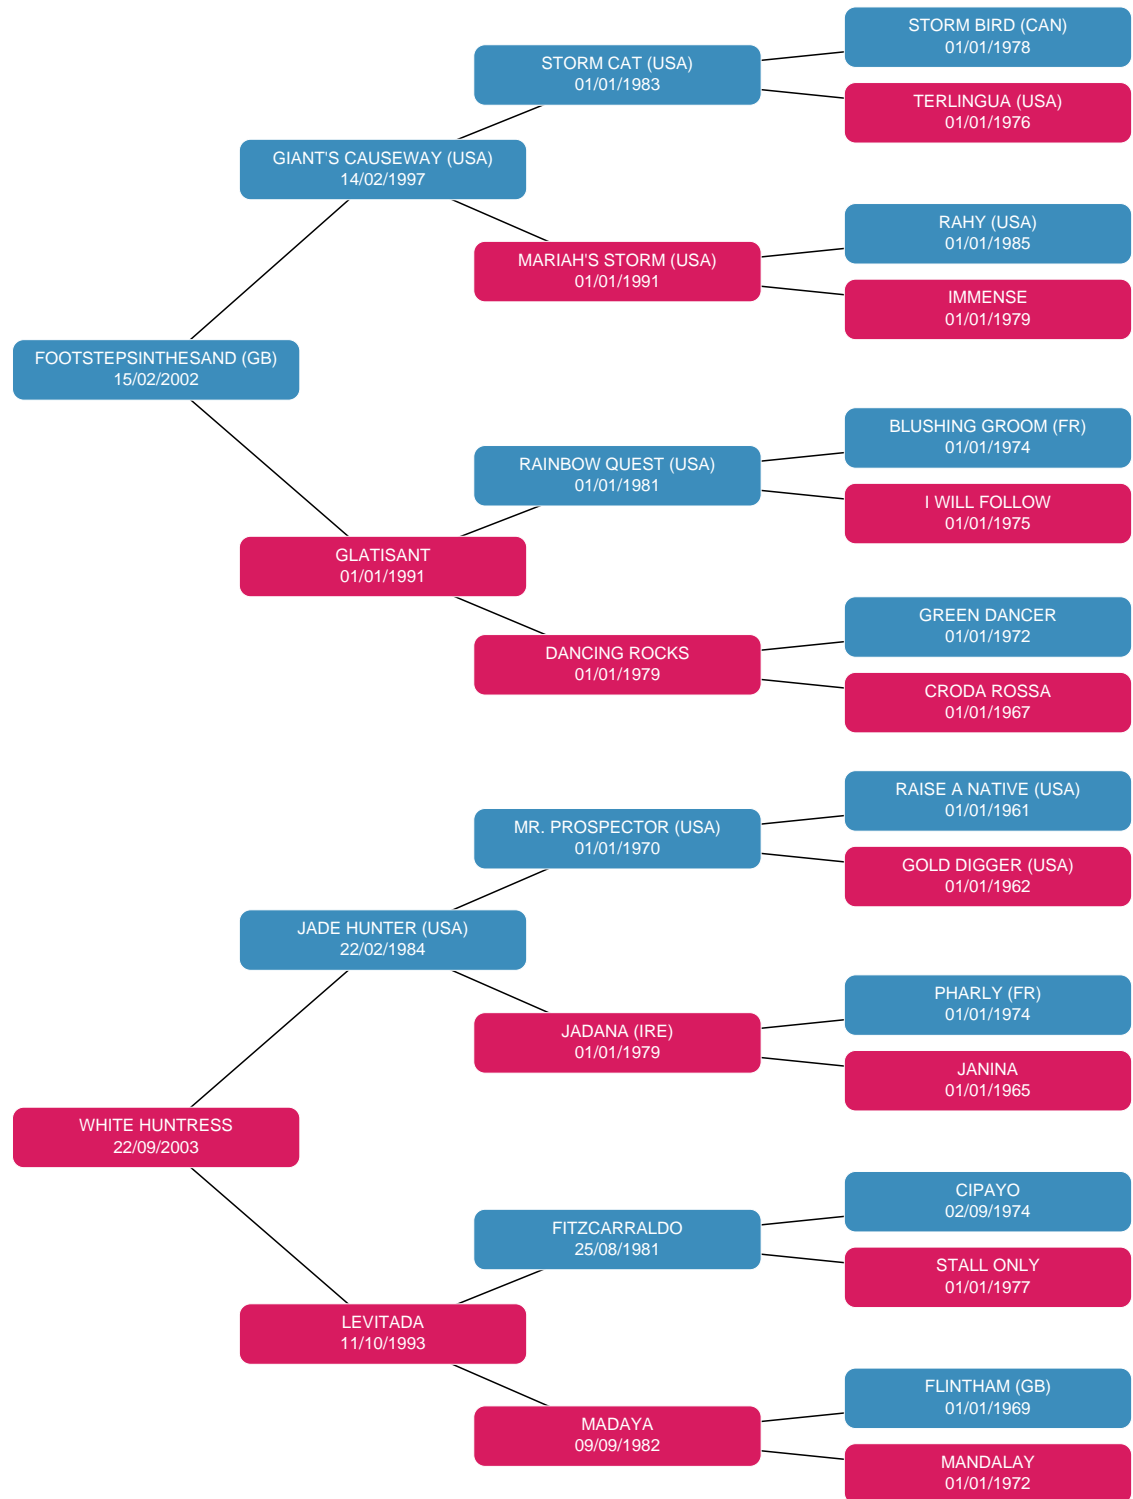 STORM BIRD (CAN)
01/01/1978
STORM CAT (USA)
01/01/1983
TERLINGUA (USA)
01/01/1976
GIANT'S CAUSEWAY (USA)
14/02/1997
RAHY (USA)
01/01/1985
MARIAH'S STORM (USA)
01/01/1991
IMMENSE
01/01/1979
FOOTSTEPSINTHESAND (GB)
15/02/2002
BLUSHING GROOM (FR)
01/01/1974
RAINBOW QUEST (USA)
01/01/1981
I WILL FOLLOW
01/01/1975
GLATISANT
01/01/1991
GREEN DANCER
01/01/1972
DANCING ROCKS
01/01/1979
CRODA ROSSA
01/01/1967
RAISE A NATIVE (USA)
01/01/1961
MR. PROSPECTOR (USA)
01/01/1970
GOLD DIGGER (USA)
01/01/1962
JADE HUNTER (USA)
22/02/1984
PHARLY (FR)
01/01/1974
JADANA (IRE)
01/01/1979
JANINA
01/01/1965
WHITE HUNTRESS
22/09/2003
CIPAYO
02/09/1974
FITZCARRALDO
25/08/1981
STALL ONLY
01/01/1977
LEVITADA
11/10/1993
FLINTHAM (GB)
01/01/1969
MADAYA
09/09/1982
MANDALAY
01/01/1972